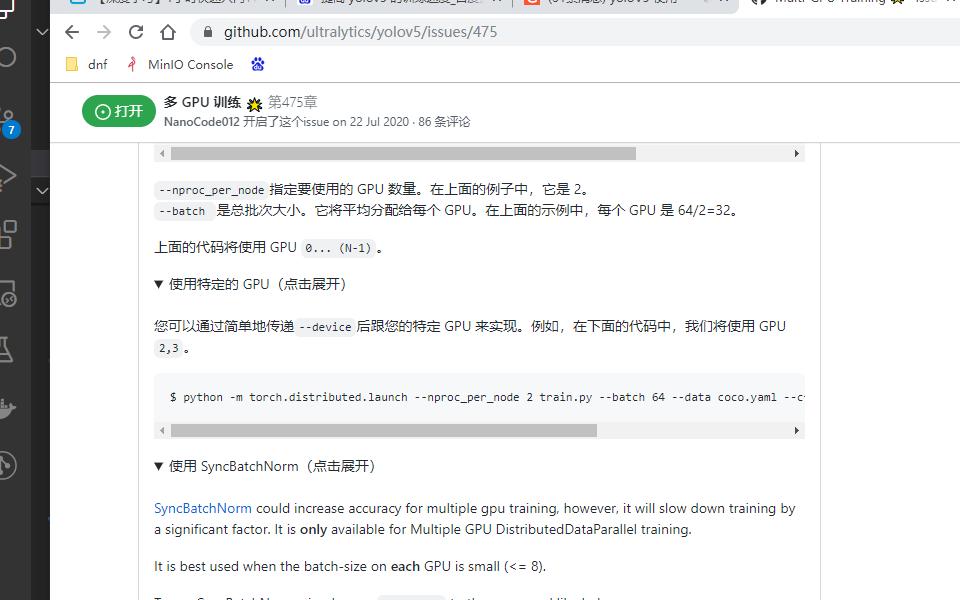 github.com/ultralytics/yolov5/issues/475
dnf MinIO Console
打开
多 GPU 训练 第475章
NanoCode012 开启了这个issue on 22 Jul 2020 · 86 条评论
7
--nproc_per_node 指定要使用的 GPU 数量。在上面的例子中，它是 2。
--batch 是总批次大小。它将平均分配给每个 GPU。在上面的示例中，每个 GPU 是 64/2=32。
上面的代码将使用 GPU 0... (N-1) 。
▼ 使用特定的 GPU（点击展开）
您可以通过简单地传递 --device 后跟您的特定 GPU 来实现。例如，在下面的代码中，我们将使用 GPU
2,3 。
$ python -m torch.distributed.launch --nproc_per_node 2 train.py --batch 64 --data coco.yaml
▼ 使用 SyncBatchNorm（点击展开）
SyncBatchNorm could increase accuracy for multiple gpu training, however, it will slow down training by
a significant factor. It is only available for Multiple GPU DistributedDataParallel training.
It is best used when the batch-size on each GPU is small (<= 8).